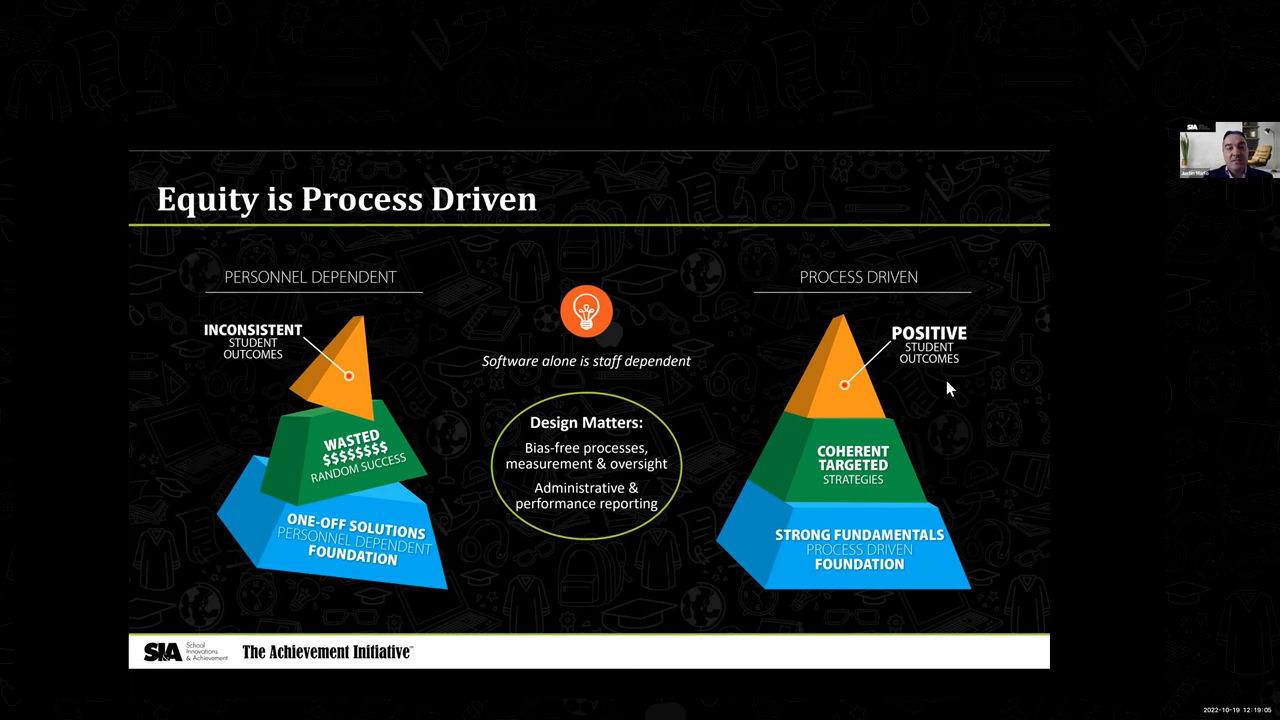 Equity is Process Driven
PERSONNEL DEPENDENT
INCONSISTENT
STUDENT
OUTCOMES
WASTED
$$$$$$$$
RANDOM SUCCESS
ONE-OFF SOLUTIONS
PERSONNEL DEPENDENT
FOUNDATION
Software alone is staff dependent
Design Matters:
Bias-free processes,
measurement & oversight
Administrative &
performance reporting
PROCESS DRIVEN
POSITIVE
STUDENT
OUTCOMES
COHERENT
TARGETED
STRATEGIES
STRONG FUNDAMENTALS
PROCESS DRIVEN
FOUNDATION
SI&A
School
Innovations
& Achievement
The Achievement Initiative
SI&A
Justin
2022-10-19 12:19:05